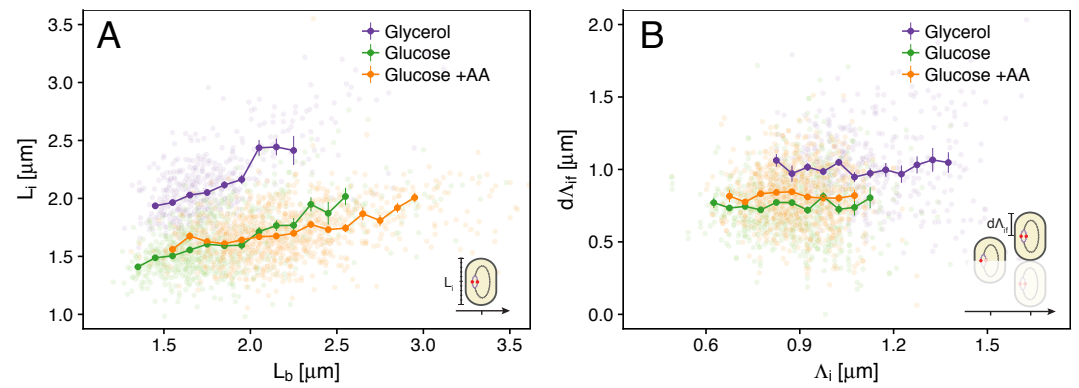 A
Glycerol
Glucose
Glucose +AA
3.5
3.0
2.5
2.0
1.5
1.0
Lᵢ [μm]
Lᵢ
1.5
2.0
2.5
3.0
3.5
L_b [μm]
B
Glycerol
Glucose
Glucose +AA
2.0
1.5
1.0
0.5
0.0
dΛ_if [μm]
dΛ_if
0.6
0.9
1.2
1.5
Λᵢ [μm]